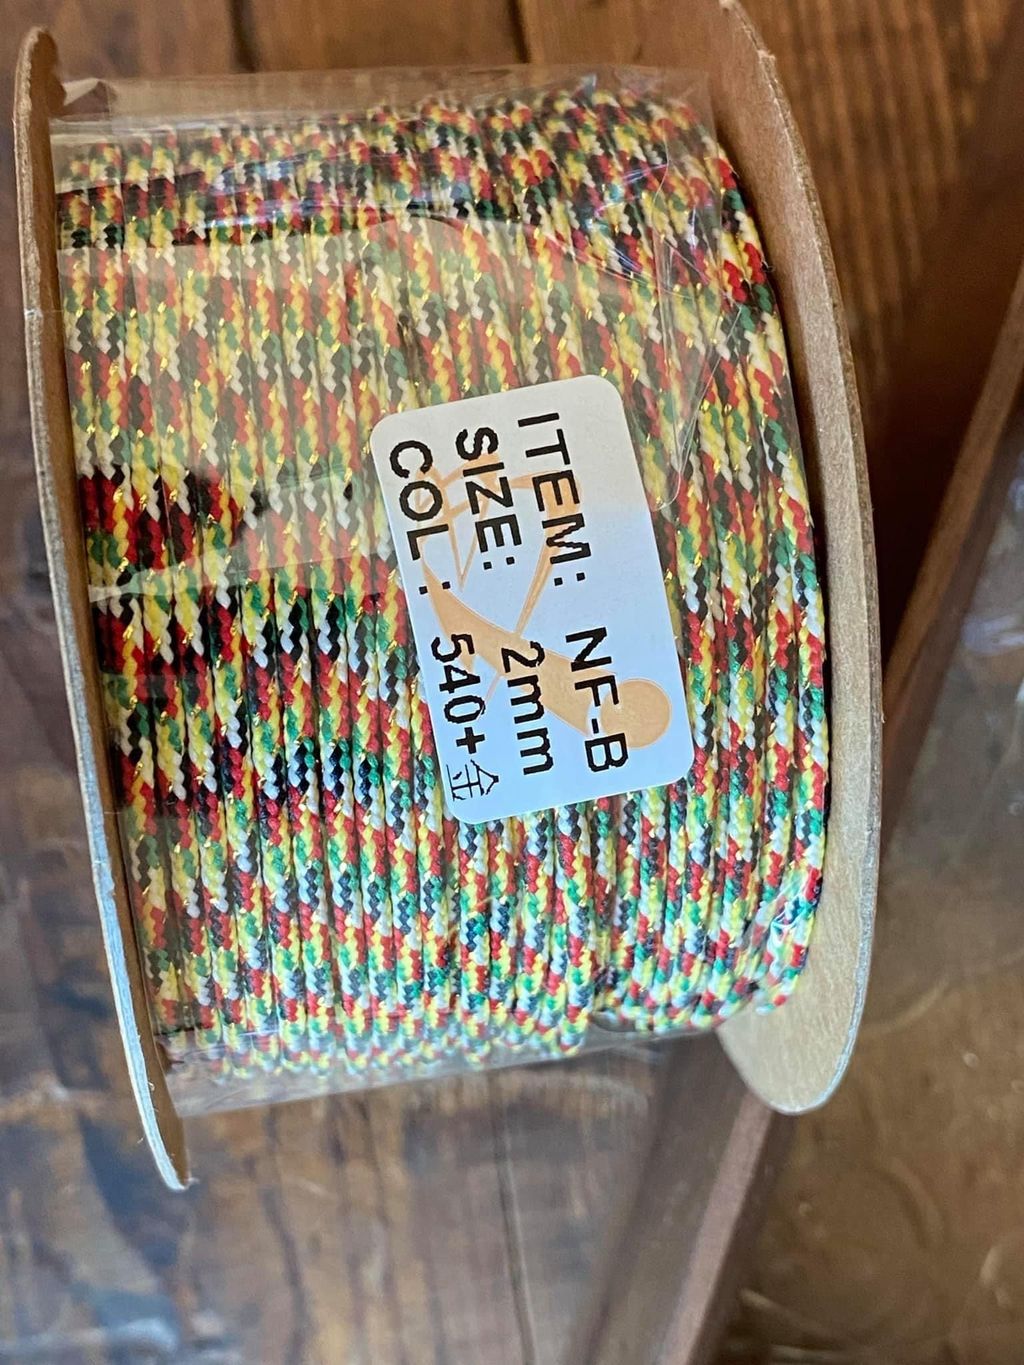 ITEM: NF-B
SIZE: 2mm
COL : 540+金